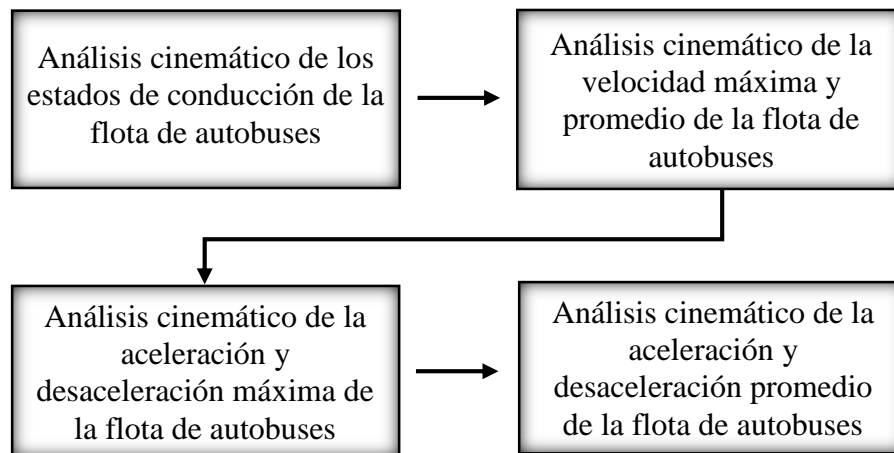 Análisis cinemático de los
estados de conducción de la
flota de autobuses
Análisis cinemático de la
velocidad máxima y
promedio de la flota de
autobuses
Análisis cinemático de la
aceleración y
desaceleración máxima de
la flota de autobuses
Análisis cinemático de la
aceleración y
desaceleración promedio
de la flota de autobuses